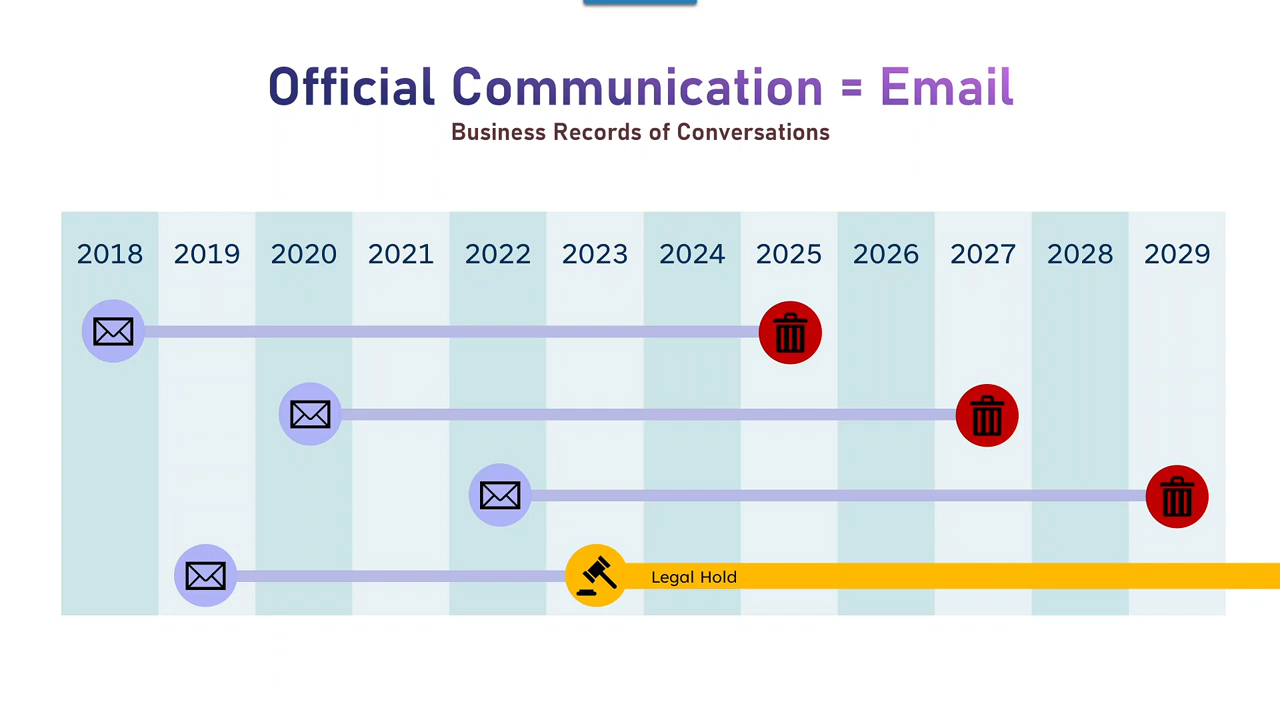 Official Communication = Email
Business Records of Conversations
2018 2019 2020 2021 2022 2023 2024 2025 2026 2027 2028 2029
Legal Hold